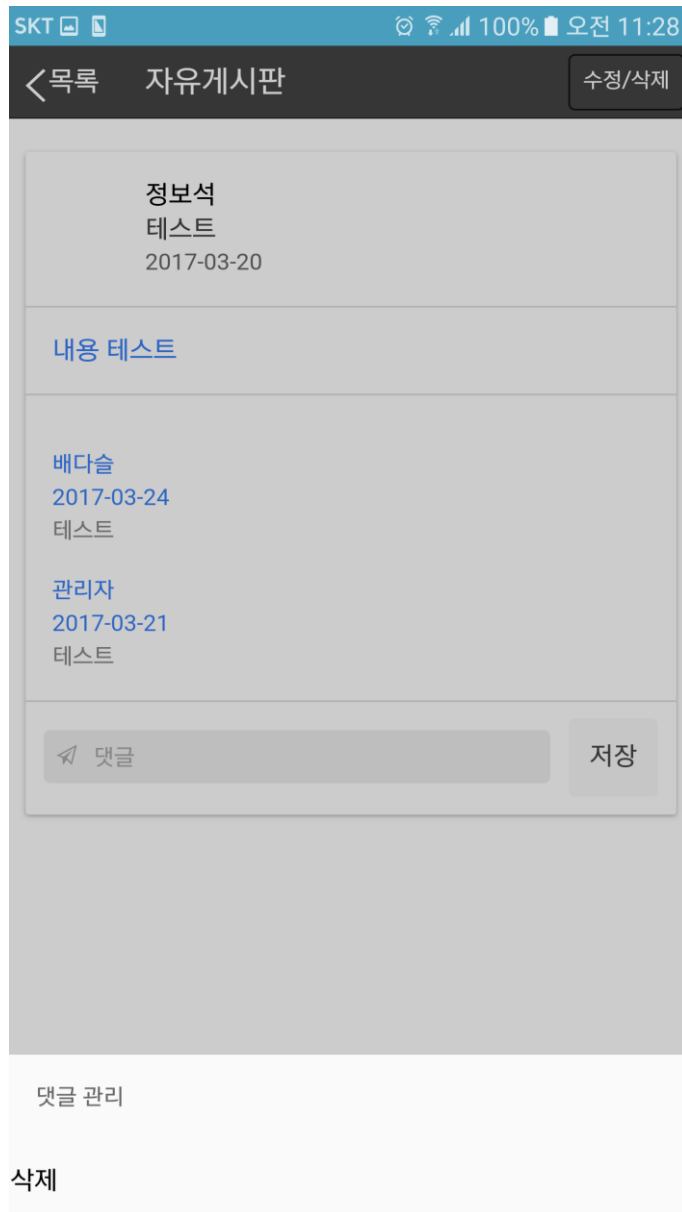 SKT 100% 오전 11:28
목록 자유게시판 수정/삭제
정보석
테스트
2017-03-20
내용 테스트
배다슬
2017-03-24
테스트
관리자
2017-03-21
테스트
댓글 저장
댓글 관리
삭제